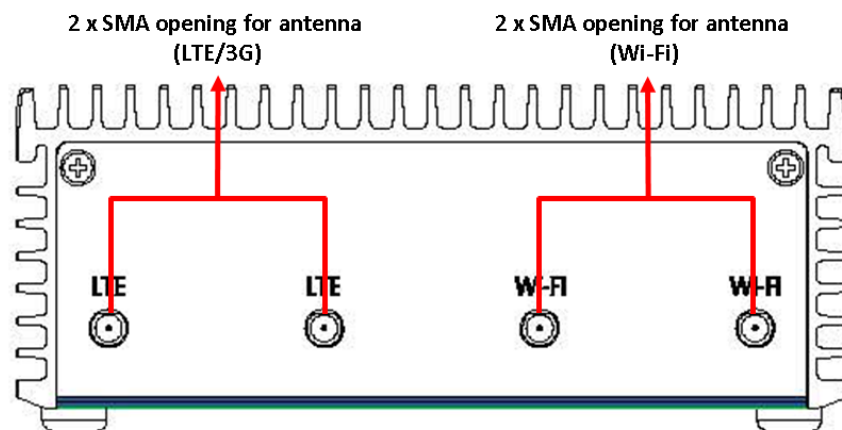 2 x SMA opening for antenna
(LTE/3G)
2 x SMA opening for antenna
(Wi-Fi)
LTE
LTE
Wi-Fi
Wi-Fi